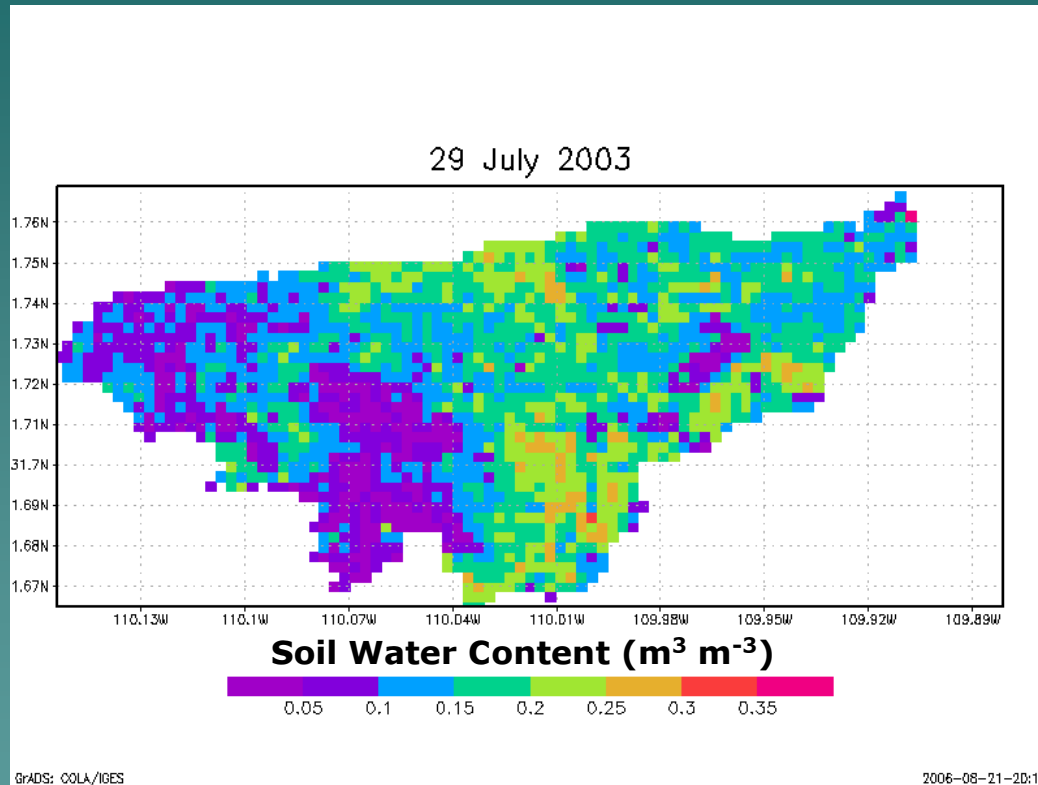 29 July 2003
1.76N
1.75N
1.74N
1.73N
1.72N
1.71N
31.7N
1.69N
1.68N
1.67N
110.13W 110.1W 110.07W 110.04W 110.01W 109.98W 109.95W 109.92W 109.89W
Soil Water Content (m³ m⁻³)
0.05 0.1 0.15 0.2 0.25 0.3 0.35
GrADS: COLA/IGES 2006-08-21-20:1